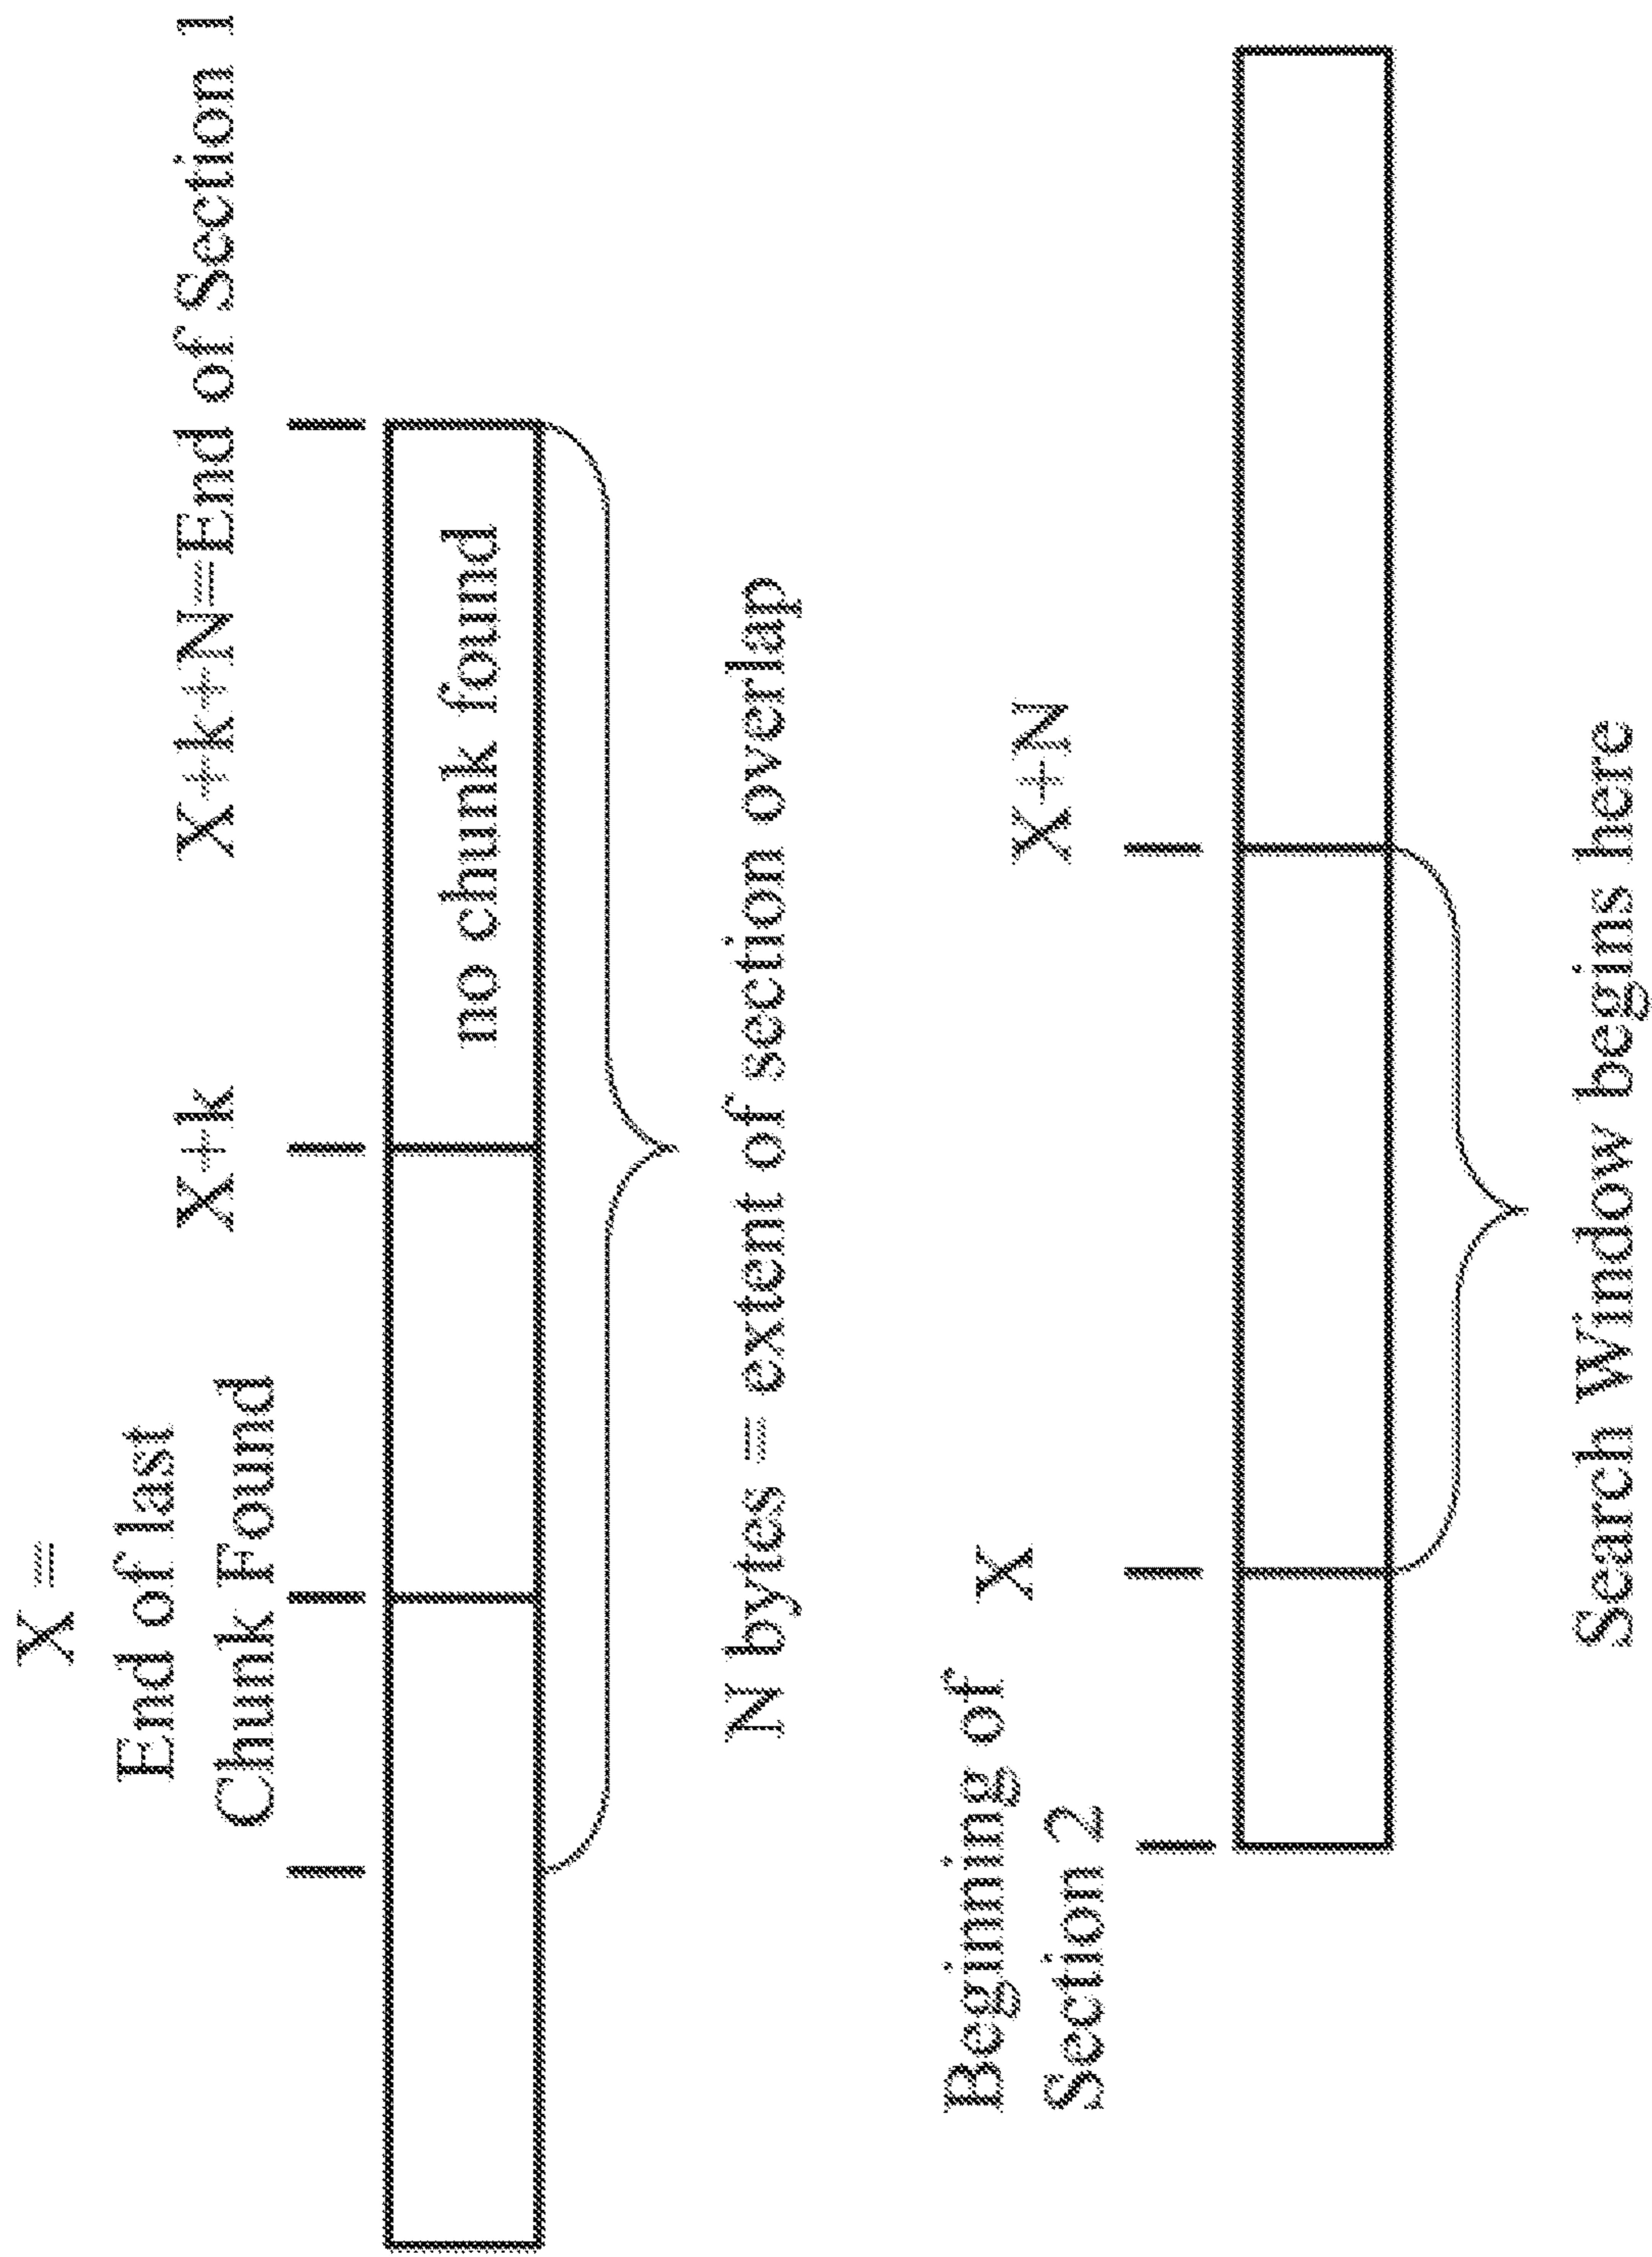 X =
End of last
Chunk Found
X+k
X+k+N=End of Section 1
no chunk found
N bytes = extent of section overlap
Beginning of
Section 2
X
X+N
Search Window begins here